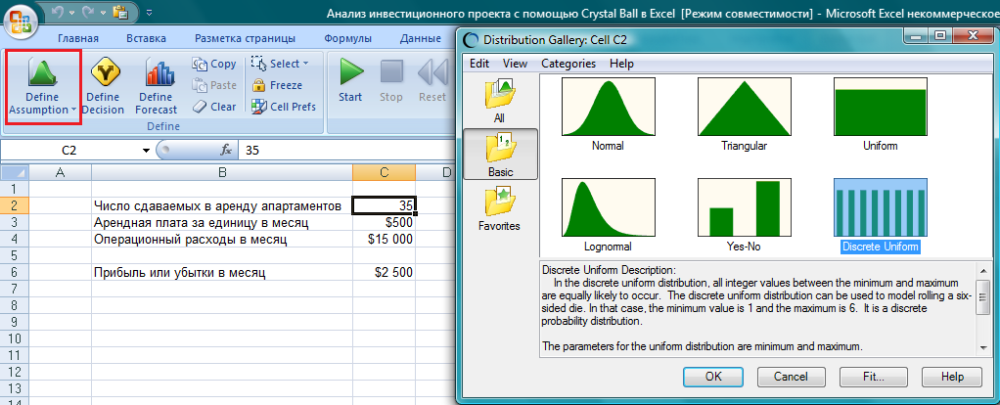 Анализ инвестиционного проекта с помощью Crystal Ball в Excel [Режим совместимости] - Microsoft Excel некоммерческое
Главная Вставка Разметка страницы Формулы Данные
Define Assumption
Define Decision
Define Forecast
Copy
Paste
Clear
Select
Freeze
Cell Prefs
Start
Stop
Reset
Define
C2 fx 35
A B C D
1
2 Число сдаваемых в аренду апартаментов 35
3 Арендная плата за единицу в месяц $500
4 Операционный расходы в месяц $15 000
5
6 Прибыль или убытки в месяц $2 500
7
8
9
10
11
12
13
14
Distribution Gallery: Cell C2
Edit View Categories Help
All
Basic
Favorites
Normal Triangular Uniform
Lognormal Yes-No Discrete Uniform
Discrete Uniform Description:
In the discrete uniform distribution, all integer values between the minimum and maximum
are equally likely to occur. The discrete uniform distribution can be used to model rolling a six-
sided die. In that case, the minimum value is 1 and the maximum is 6. It is a discrete
probability distribution.
The parameters for the uniform distribution are minimum and maximum.
OK Cancel Fit... Help